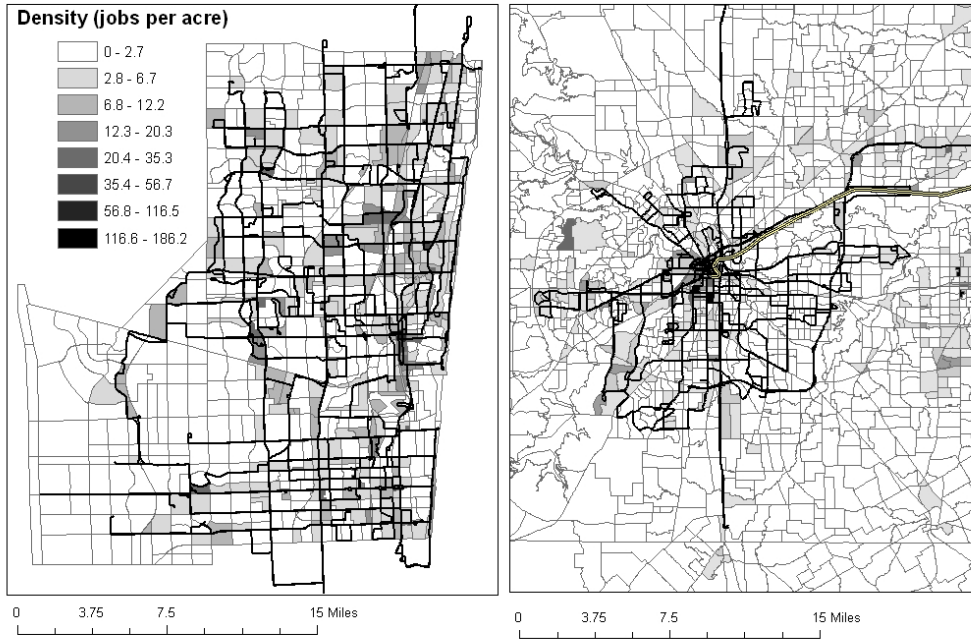 Density (jobs per acre)
0 - 2.7
2.8 - 6.7
6.8 - 12.2
12.3 - 20.3
20.4 - 35.3
35.4 - 56.7
56.8 - 116.5
116.6 - 186.2
0 3.75 7.5 15 Miles
0 3.75 7.5 15 Miles